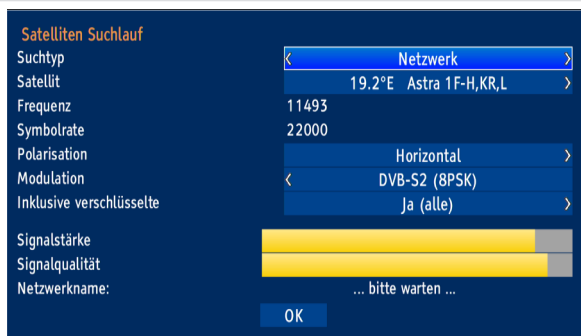 Satelliten Suchlauf
Suchtyp < Netzwerk >
Satellit 19.2°E Astra 1F-H,KR,L >
Frequenz 11493
Symbolrate 22000
Polarisation Horizontal >
Modulation < DVB-S2 (8PSK)
Inklusive verschlüsselte Ja (alle) >
Signalstärke
Signalqualität
Netzwerkname: ... bitte warten ...
OK